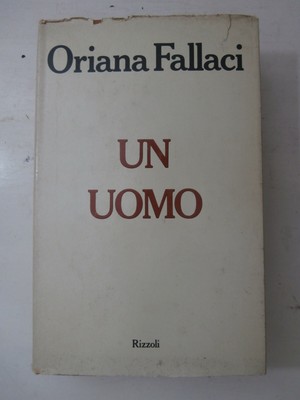 Oriana Fallaci
UN
UOMO
Rizzoli